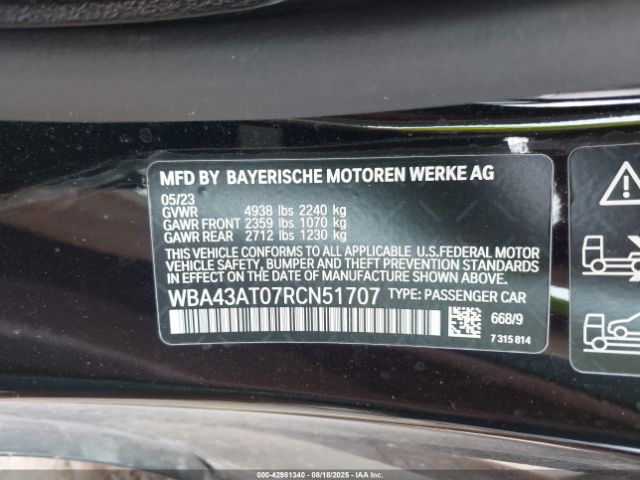 MFD BY BAYERISCHE MOTOREN WERKE AG
05/23
GVWR 4938 lbs 2240 kg
GAWR FRONT 2359 lbs 1070 kg
GAWR REAR 2712 lbs 1230 kg
THIS VEHICLE CONFORMS TO ALL APPLICABLE U.S.FEDERAL MOTOR
VEHICLE SAFETY, BUMPER, AND THEFT PREVENTION STANDARDS
IN EFFECT ON THE DATE OF MANUFACTURE SHOWN ABOVE.
WBA43AT07RCN51707 TYPE: PASSENGER CAR
668/9
7 315 814
000-42981340 08/18/2025 IAA Inc.